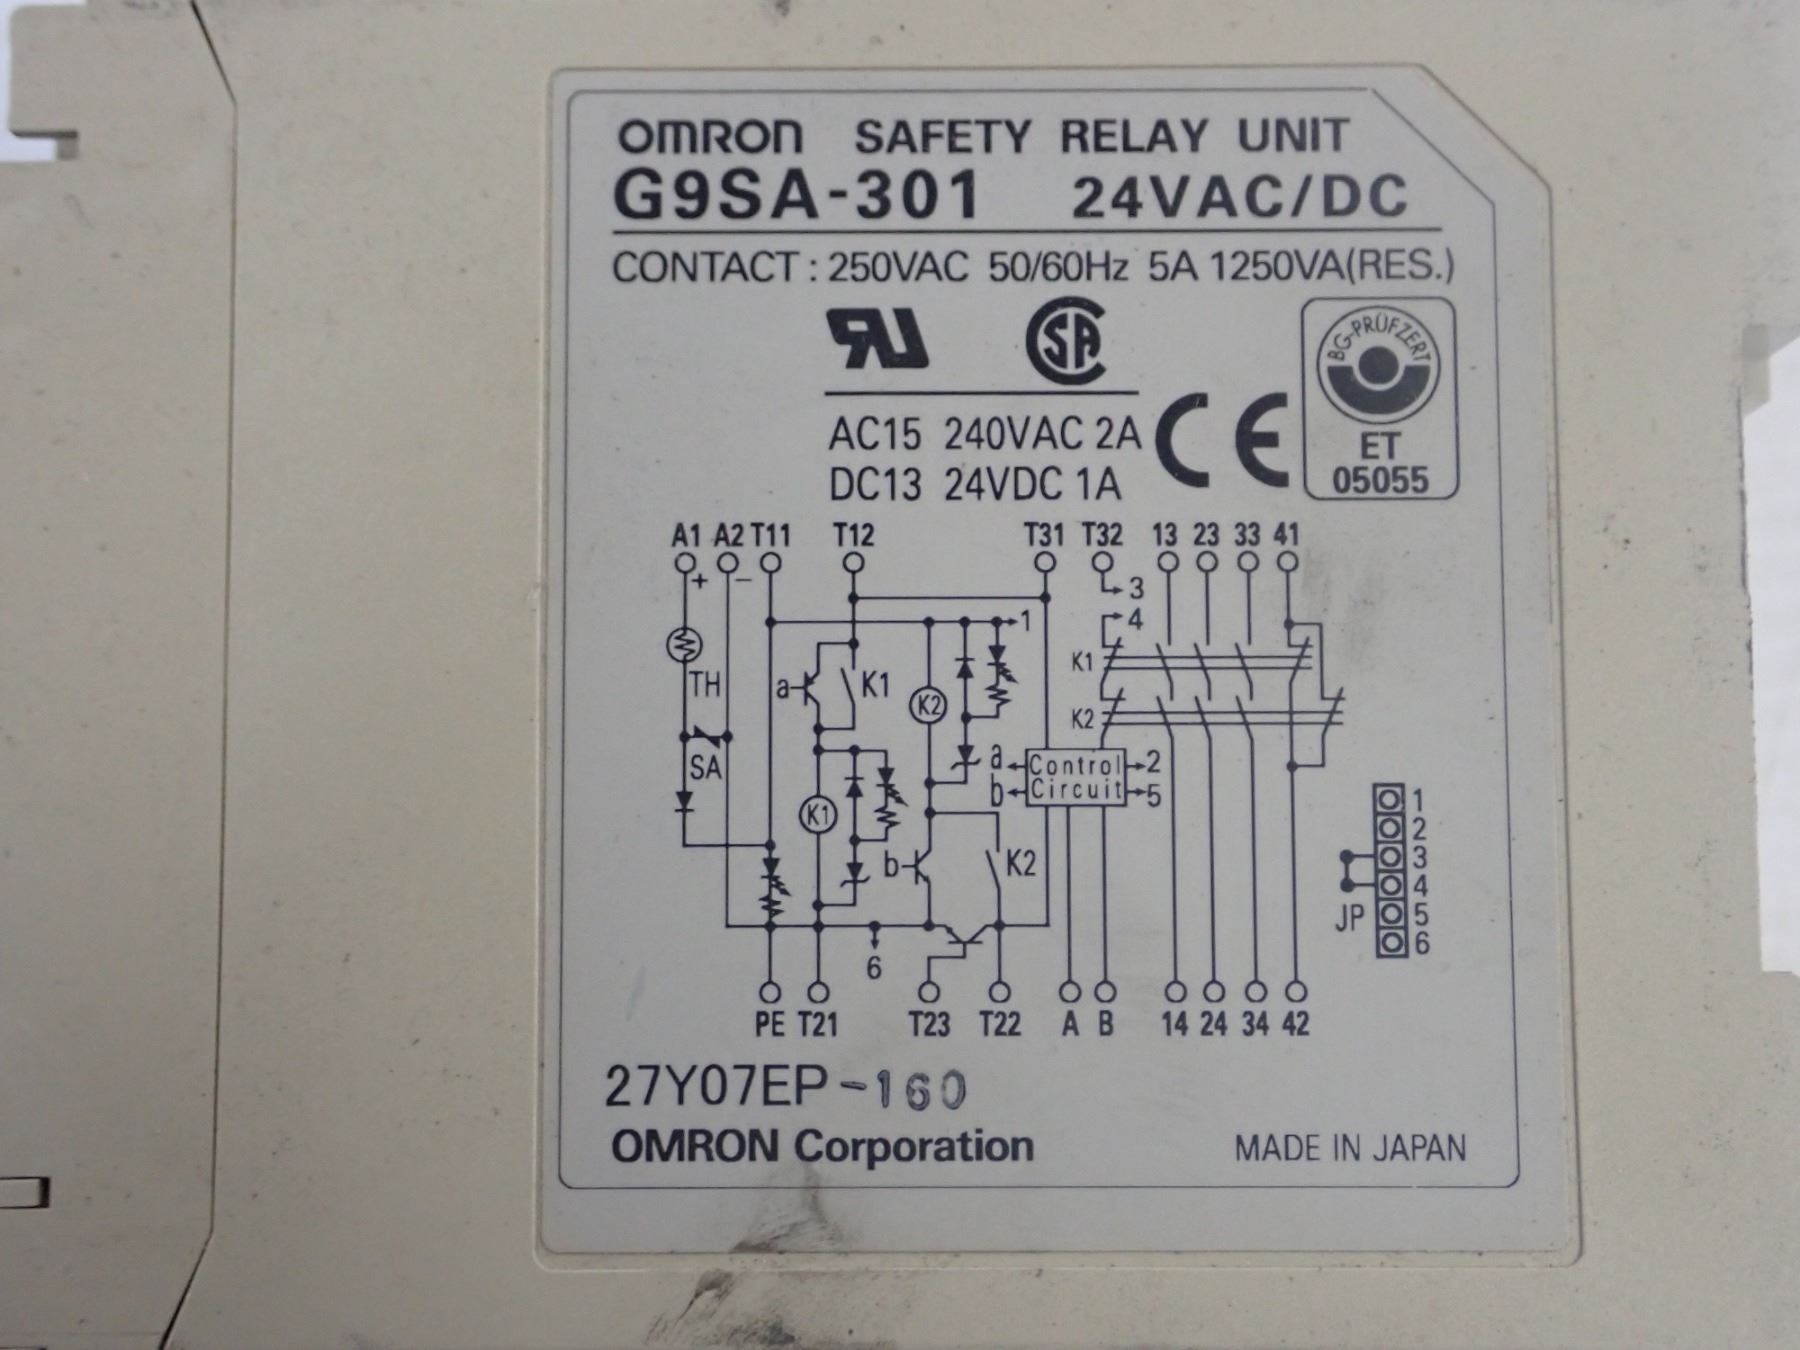 OMRON SAFETY RELAY UNIT
G9SA-301 24VAC/DC
CONTACT : 250VAC 50/60Hz 5A 1250VA(RES.)
RU SA
BG-PRÜFZERT
AC15 240VAC 2A CE
ET
DC13 24VDC 1A
05055
A1 A2 T11 T12 T31 T32 13 23 33 41
+ −
3
1 4
K1
TH a K1
K2
K2
SA a Control 2
b Circuit 5
1
K1
2
b K2
3
4
JP 5
6
6
PE T21 T23 T22 A B 14 24 34 42
27Y07EP-160
OMRON Corporation MADE IN JAPAN